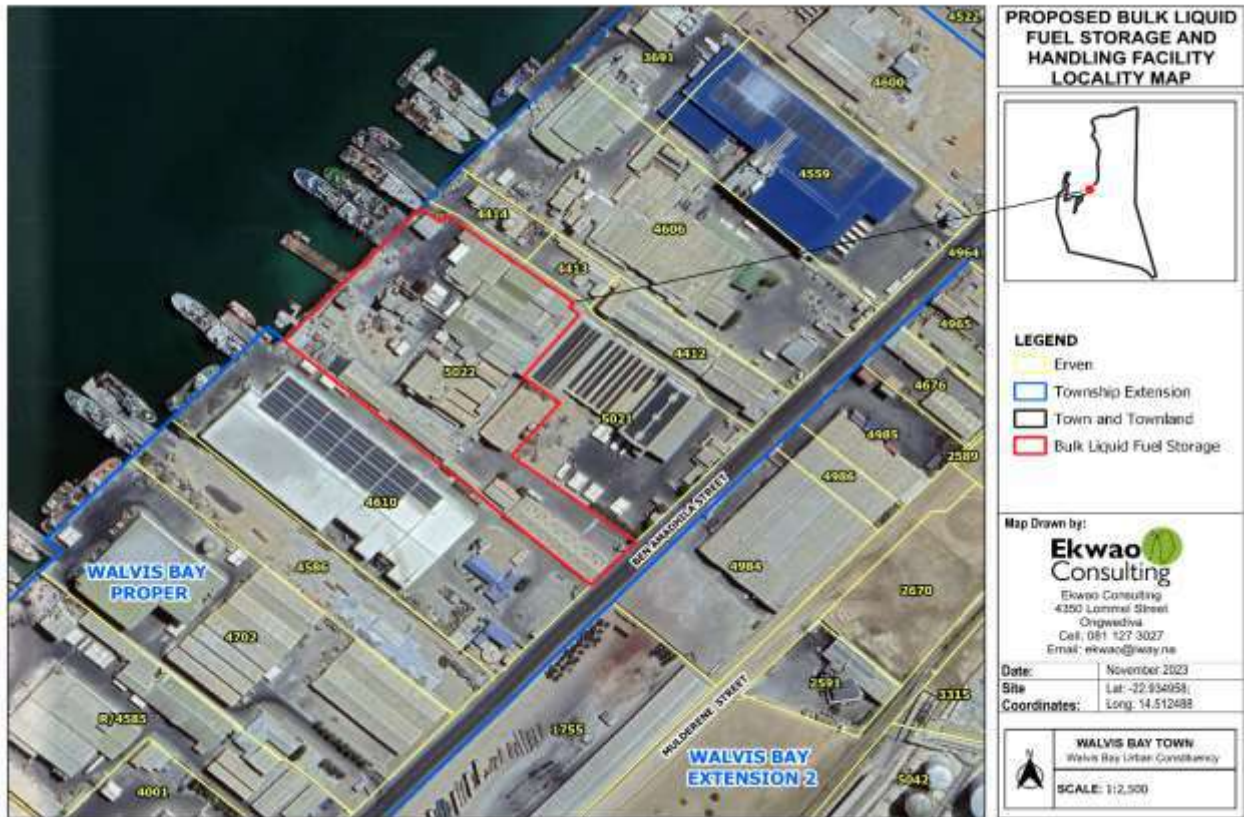 PROPOSED BULK LIQUID
FUEL STORAGE AND
HANDLING FACILITY
LOCALITY MAP
LEGEND
Erven
Township Extension
Town and Townland
Bulk Liquid Fuel Storage
Map Drawn by:
Ekwao
Consulting
Ekwao Consulting
4350 Lommel Street
Ongwediva
Cell: 081 127 3027
Email: ekwao@iway.na
Date: November 2023
Site Lat: -22.934958;
Coordinates: Long: 14.512488
N
WALVIS BAY TOWN
Walvis Bay Urban Constituency
SCALE: 1:2,500
4522
3691
4600
4559
4414
4606
4413
4964
4965
4412
5022
4676
5021
4985
2589
4986
4610
BEN AMATHILA STREET
4984
WALVIS BAY
PROPER
4586
2670
4702
2591
3315
R/4585
MULDERENE STREET
1755
WALVIS BAY
EXTENSION 2
5042
4001